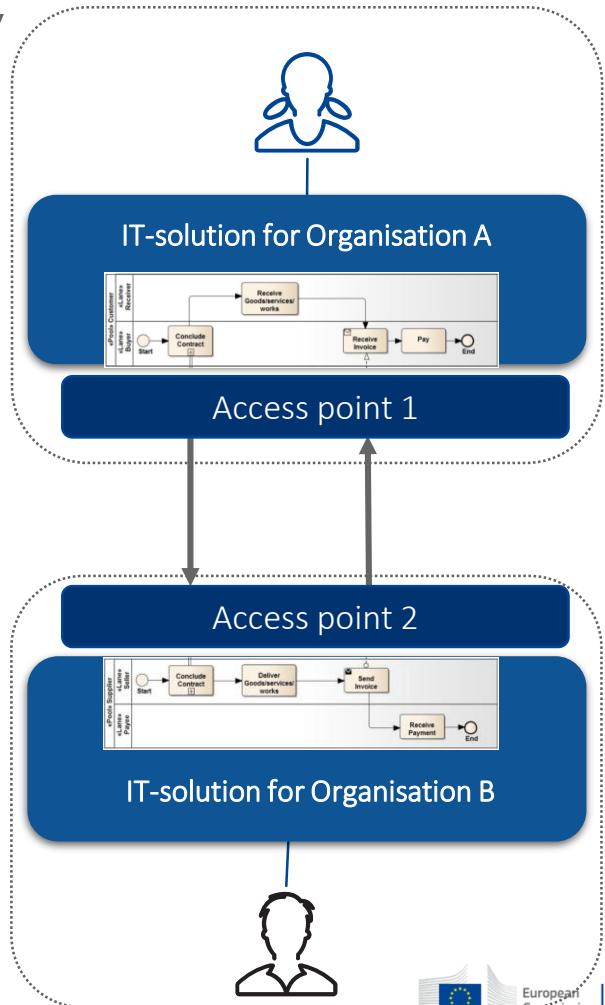 IT-solution for Organisation A
«Pool» Customer
«Lane»
Receiver
Receive
Goods/services/
works
«Lane»
Buyer
Start
Conclude
Contract
Receive
Invoice
Pay
End
Access point 1
Access point 2
«Pool» Supplier
«Lane»
Seller
Start
Conclude
Contract
Deliver
Goods/services/
works
Send
Invoice
«Lane»
Payee
Receive
Payment
End
IT-solution for Organisation B
European